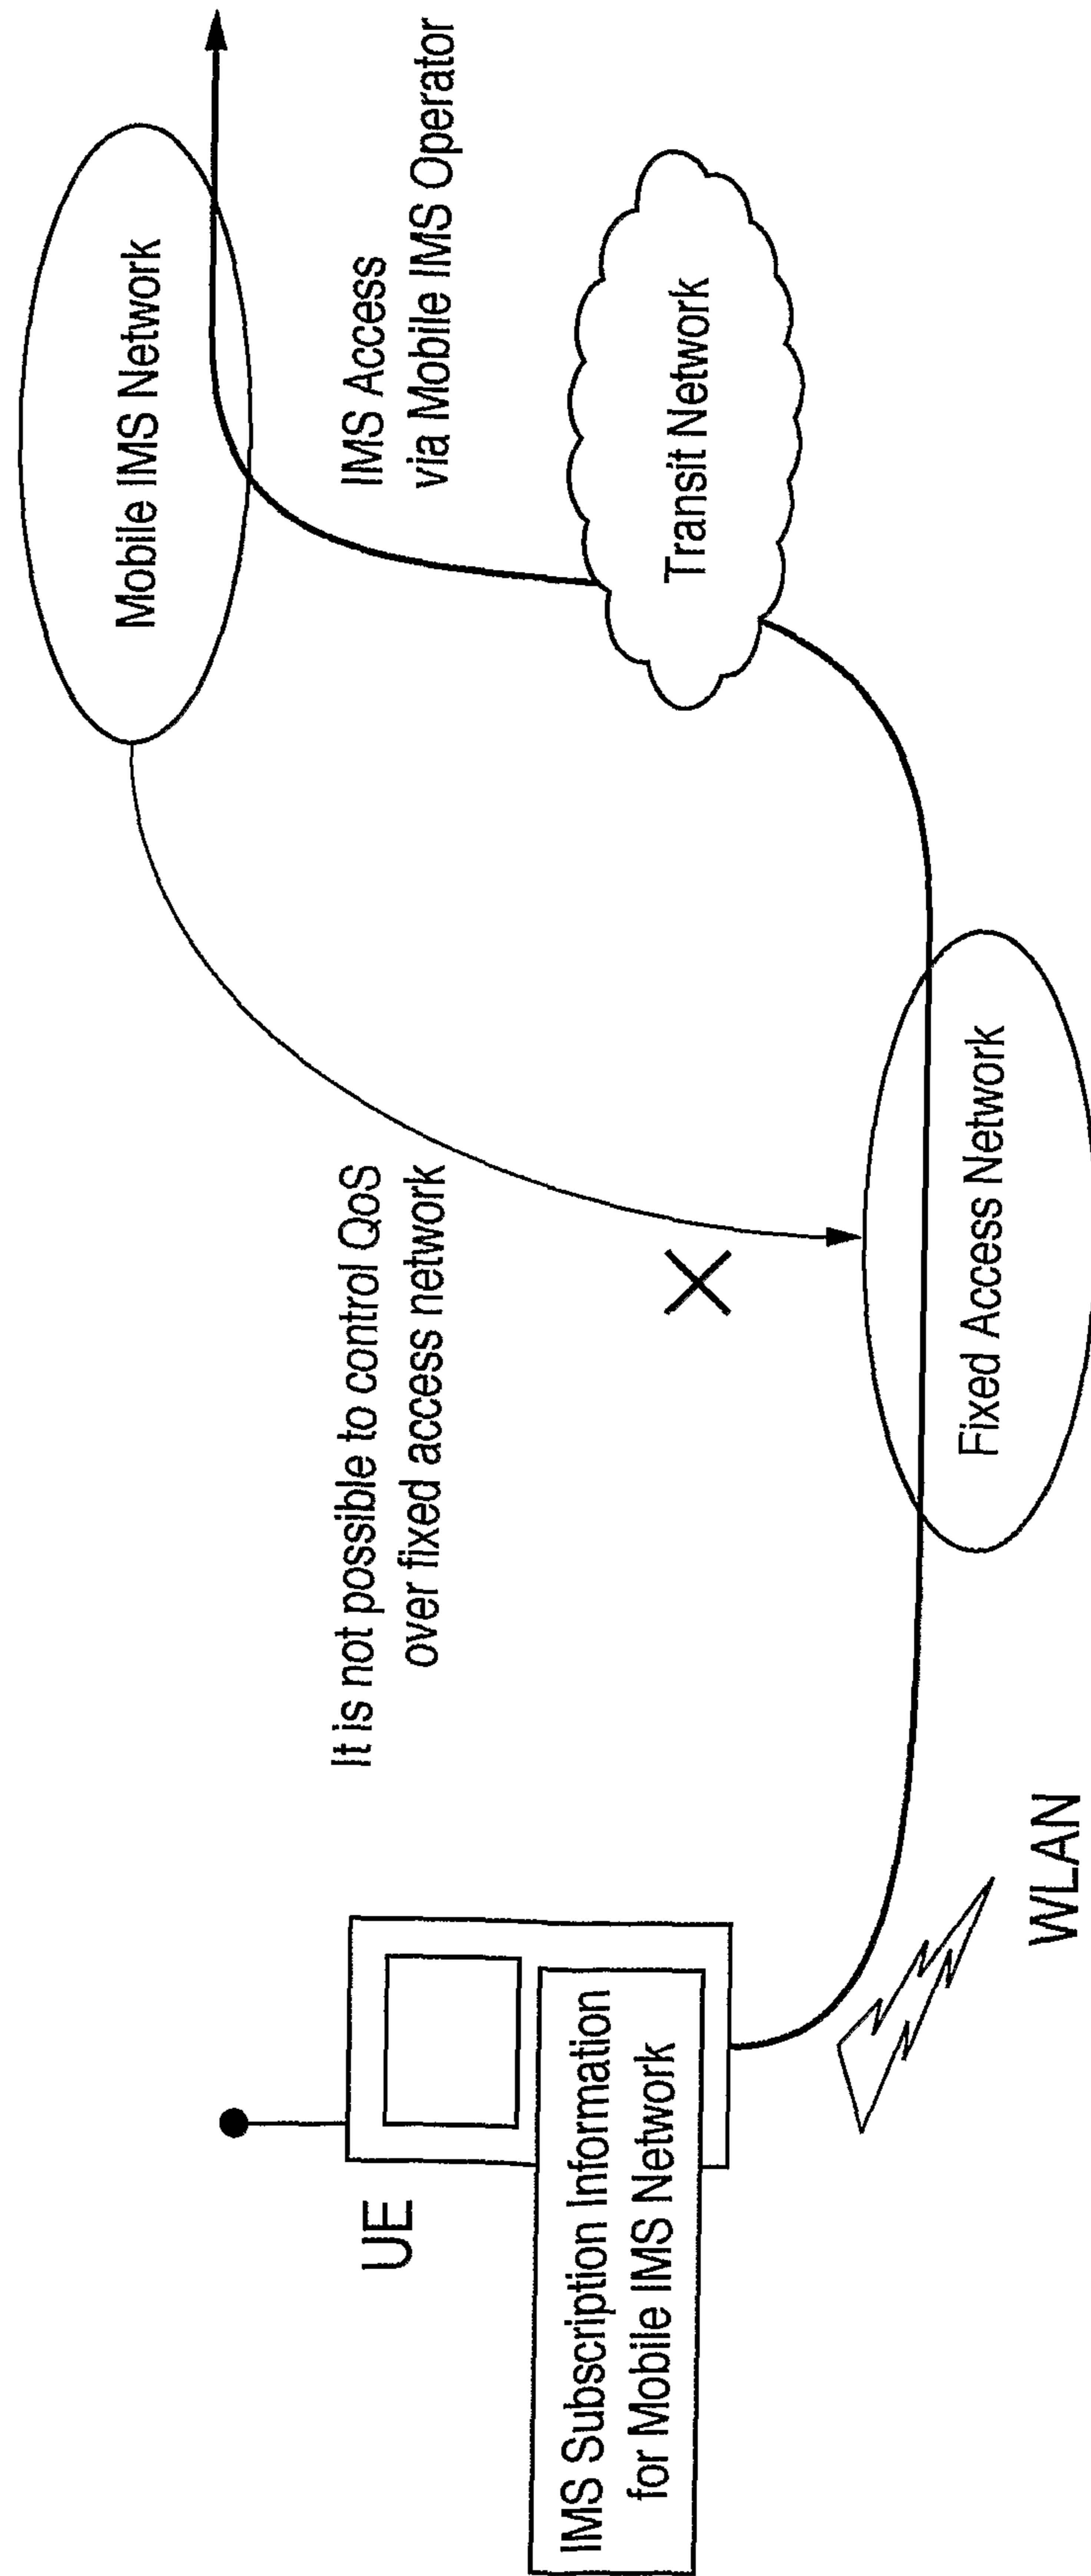 Mobile IMS Network
IMS Access
via Mobile IMS Operator
Transit Network
It is not possible to control QoS
over fixed access network
Fixed Access Network
UE
IMS Subscription Information
for Mobile IMS Network
WLAN